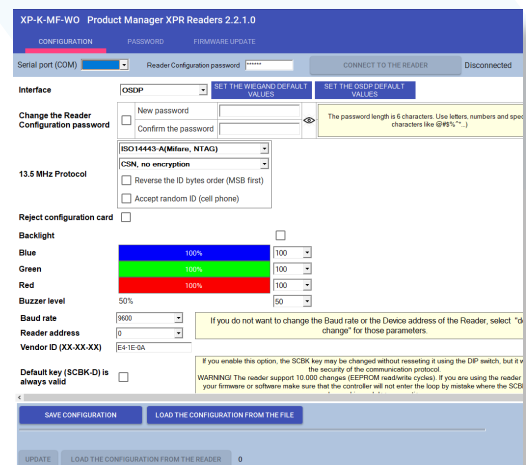 XP-K-MF-WO Product Manager XPR Readers 2.2.1.0
CONFIGURATION PASSWORD FIRMWARE UPDATE
Serial port (COM) Reader Configuration password ****** CONNECT TO THE READER Disconnected
Interface OSDP SET THE WIEGAND DEFAULT VALUES SET THE OSDP DEFAULT VALUES
Change the Reader Configuration password
New password
Confirm the password
The password length is 6 characters. Use letters, numbers and spec
characters like @#$%^*...)
13.5 MHz Protocol
ISO14443-A(Mifare, NTAG)
CSN, no encryption
Reverse the ID bytes order (MSB first)
Accept random ID (cell phone)
Reject configuration card
Backlight
Blue 100% 100
Green 100% 100
Red 100% 100
Buzzer level 50% 50
Baud rate 9600
Reader address 0
Vendor ID (XX-XX-XX) E4-1E-0A
If you do not want to change the Baud rate or the Device address of the Reader, select "d
change" for those parameters.
Default key (SCBK-D) is always valid
If you enable this option, the SCBK key may be changed without reseting it using the DIP switch, but it w
the security of the communication protocol.
WARNING! The reader support 10.000 changes (EEPROM read/write cycles). If you are using the reader
your firmware or software make sure that the controller will not enter the loop by mistake where the SCB
SAVE CONFIGURATION LOAD THE CONFIGURATION FROM THE FILE
UPDATE LOAD THE CONFIGURATION FROM THE READER 0